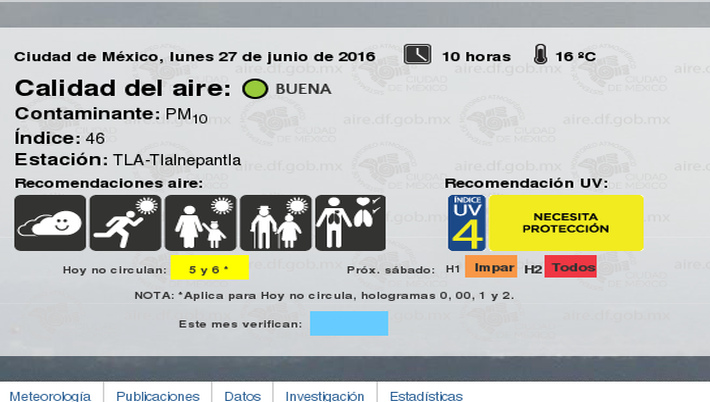 Ciudad de México, lunes 27 de junio de 2016 10 horas 16 ºC
Calidad del aire: BUENA
Contaminante: PM10
Índice: 46
Estación: TLA-Tlalnepantla
Recomendaciones aire: Recomendación UV:
ÍNDICE
UV
4
NECESITA
PROTECCIÓN
Hoy no circulan: 5 y 6 * Próx. sábado: H1 Impar H2 Todos
NOTA: *Aplica para Hoy no circula, hologramas 0, 00, 1 y 2.
Este mes verifican:
Meteorología Publicaciones Datos Investigación Estadísticas